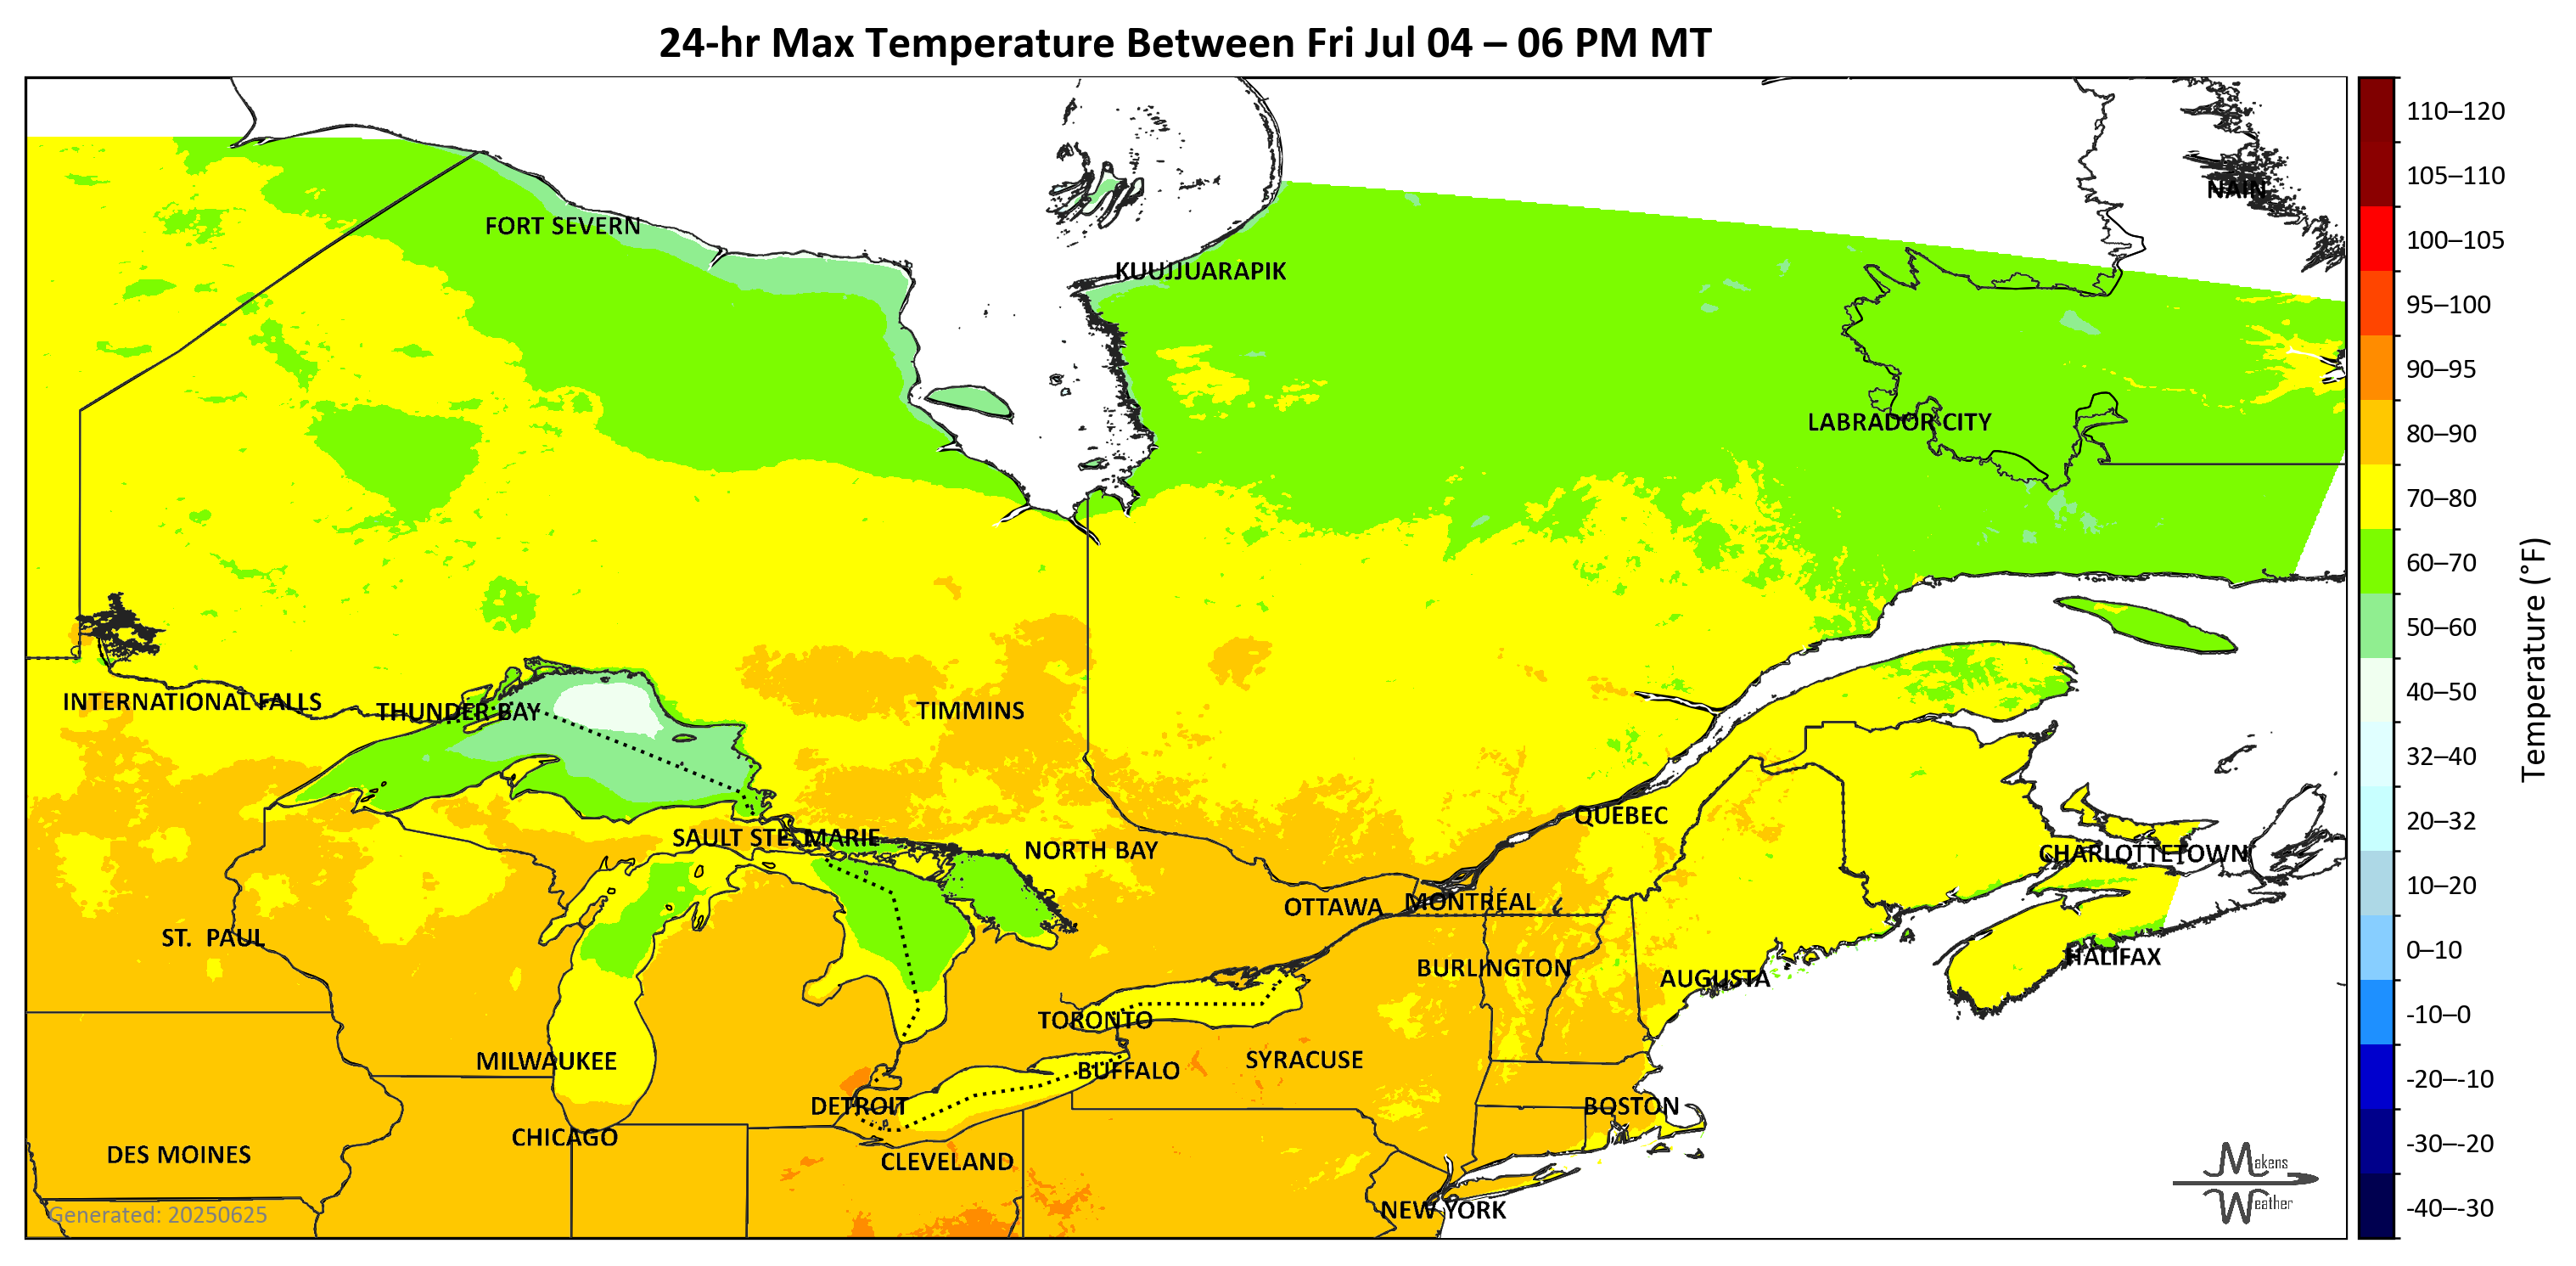 24-hr Max Temperature Between Fri Jul 04 – 06 PM MT
NAIN
FORT SEVERN
KUUJJUARAPIK
LABRADOR CITY
INTERNATIONAL FALLS
THUNDER BAY
TIMMINS
QUEBEC
SAULT STE. MARIE
NORTH BAY
CHARLOTTETOWN
OTTAWA
MONTRÉAL
ST. PAUL
HALIFAX
BURLINGTON
AUGUSTA
TORONTO
MILWAUKEE
BUFFALO
SYRACUSE
DETROIT
BOSTON
CHICAGO
DES MOINES
CLEVELAND
NEW YORK
Generated: 20250625
Makens
Weather
110–120
105–110
100–105
95–100
90–95
80–90
70–80
60–70
50–60
40–50
32–40
20–32
10–20
0–10
-10–0
-20–-10
-30–-20
-40–-30
Temperature (°F)